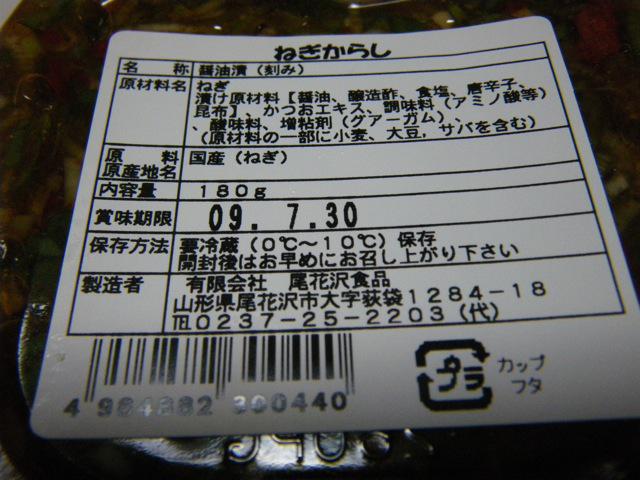 ねぎからし
名 称 醤油漬（刻み）
原材料名 ねぎ
漬け原材料【醤油、醸造酢、食塩、唐辛子、
昆布】、かつおエキス、調味料（アミノ酸等）
、酸味料、増粘剤（グアーガム）、
（原材料の一部に小麦、大豆，サバを含む）
原 料
原産地名 国産（ねぎ）
内容量 １８０ｇ
賞味期限 09. 7.30
保存方法 要冷蔵（０℃～１０℃）保存
開封後はお早めにお召し上がり下さい
製造者 有限会社 尾花沢食品
山形県尾花沢市大字荻袋１２８４－１８
℡０２３７－２５－２２０３（代）
プラ
カップ
フタ